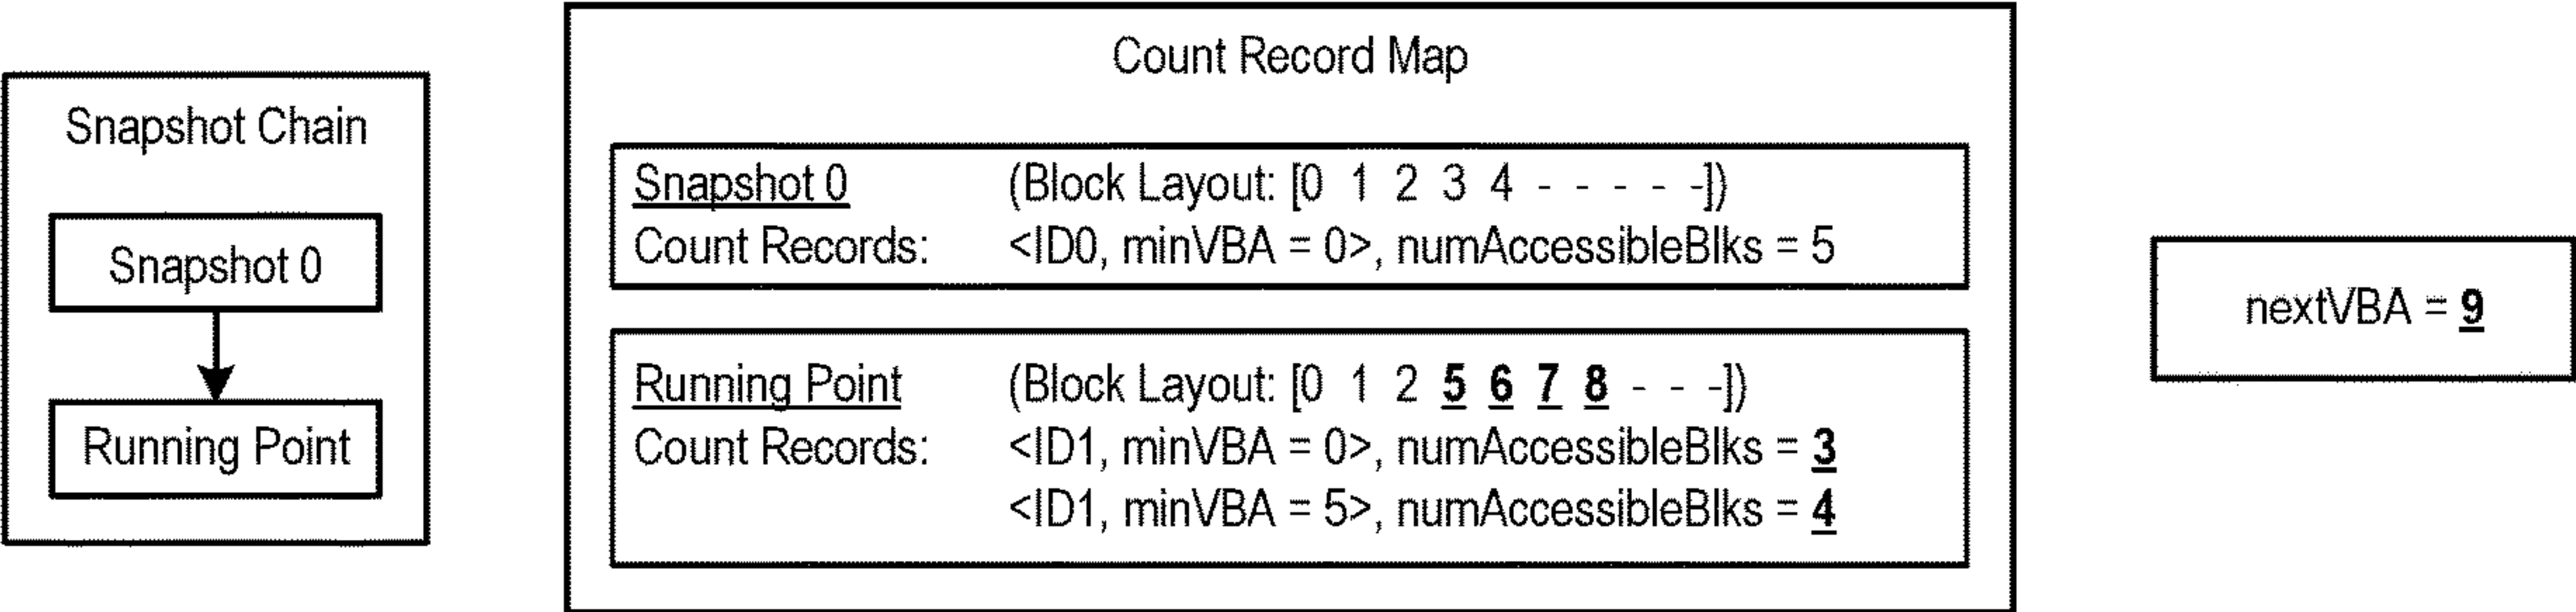 Snapshot Chain
Snapshot 0
Running Point
Count Record Map
Snapshot 0 (Block Layout: [0 1 2 3 4 - - - - -])
Count Records: <ID0, minVBA = 0>, numAccessibleBlks = 5
Running Point (Block Layout: [0 1 2 5 6 7 8 - - -])
Count Records: <ID1, minVBA = 0>, numAccessibleBlks = 3
<ID1, minVBA = 5>, numAccessibleBlks = 4
nextVBA = 9